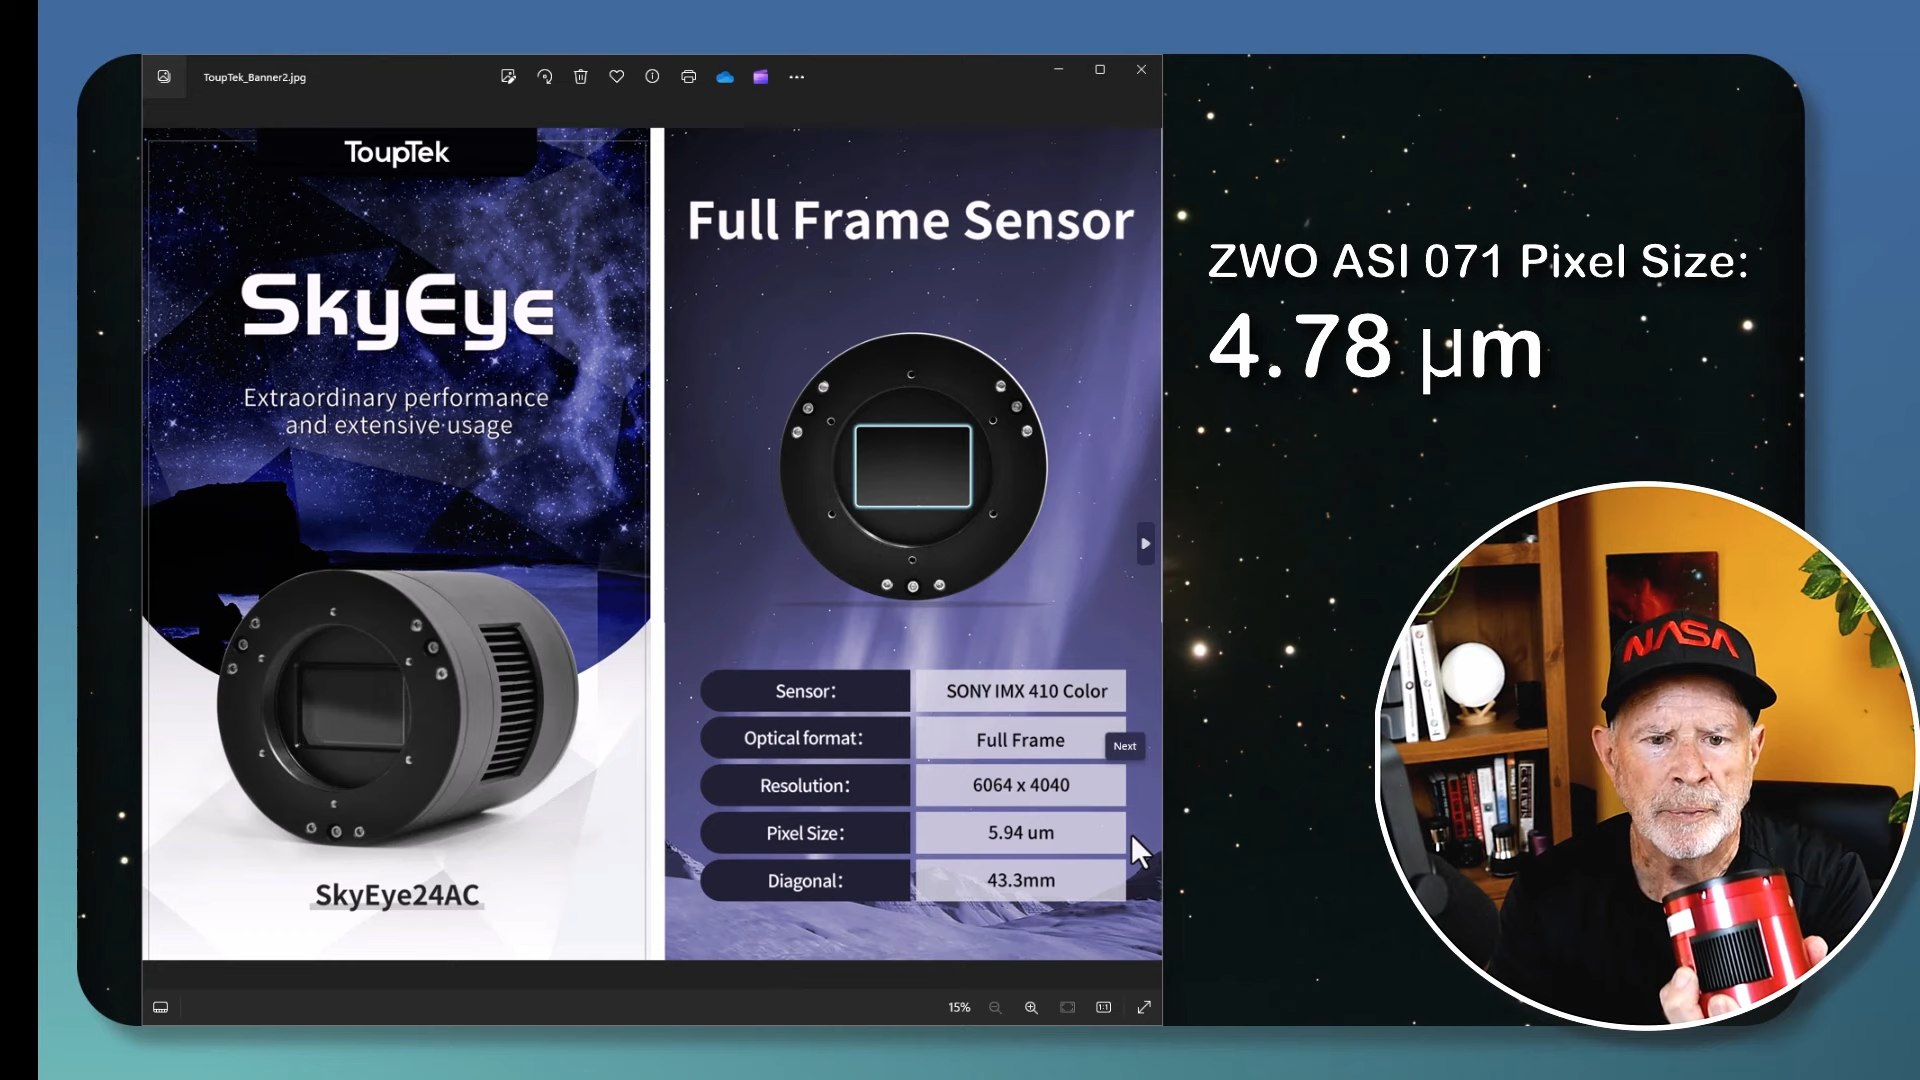 ToupTek_Banner2.jpg
ToupTek
SkyEye
Extraordinary performance
and extensive usage
SkyEye24AC
Full Frame Sensor
Sensor: SONY IMX 410 Color
Optical format: Full Frame
Next
Resolution: 6064 x 4040
Pixel Size: 5.94 um
Diagonal: 43.3mm
15%
1:1
ZWO ASI 071 Pixel Size:
4.78 µm
NASA